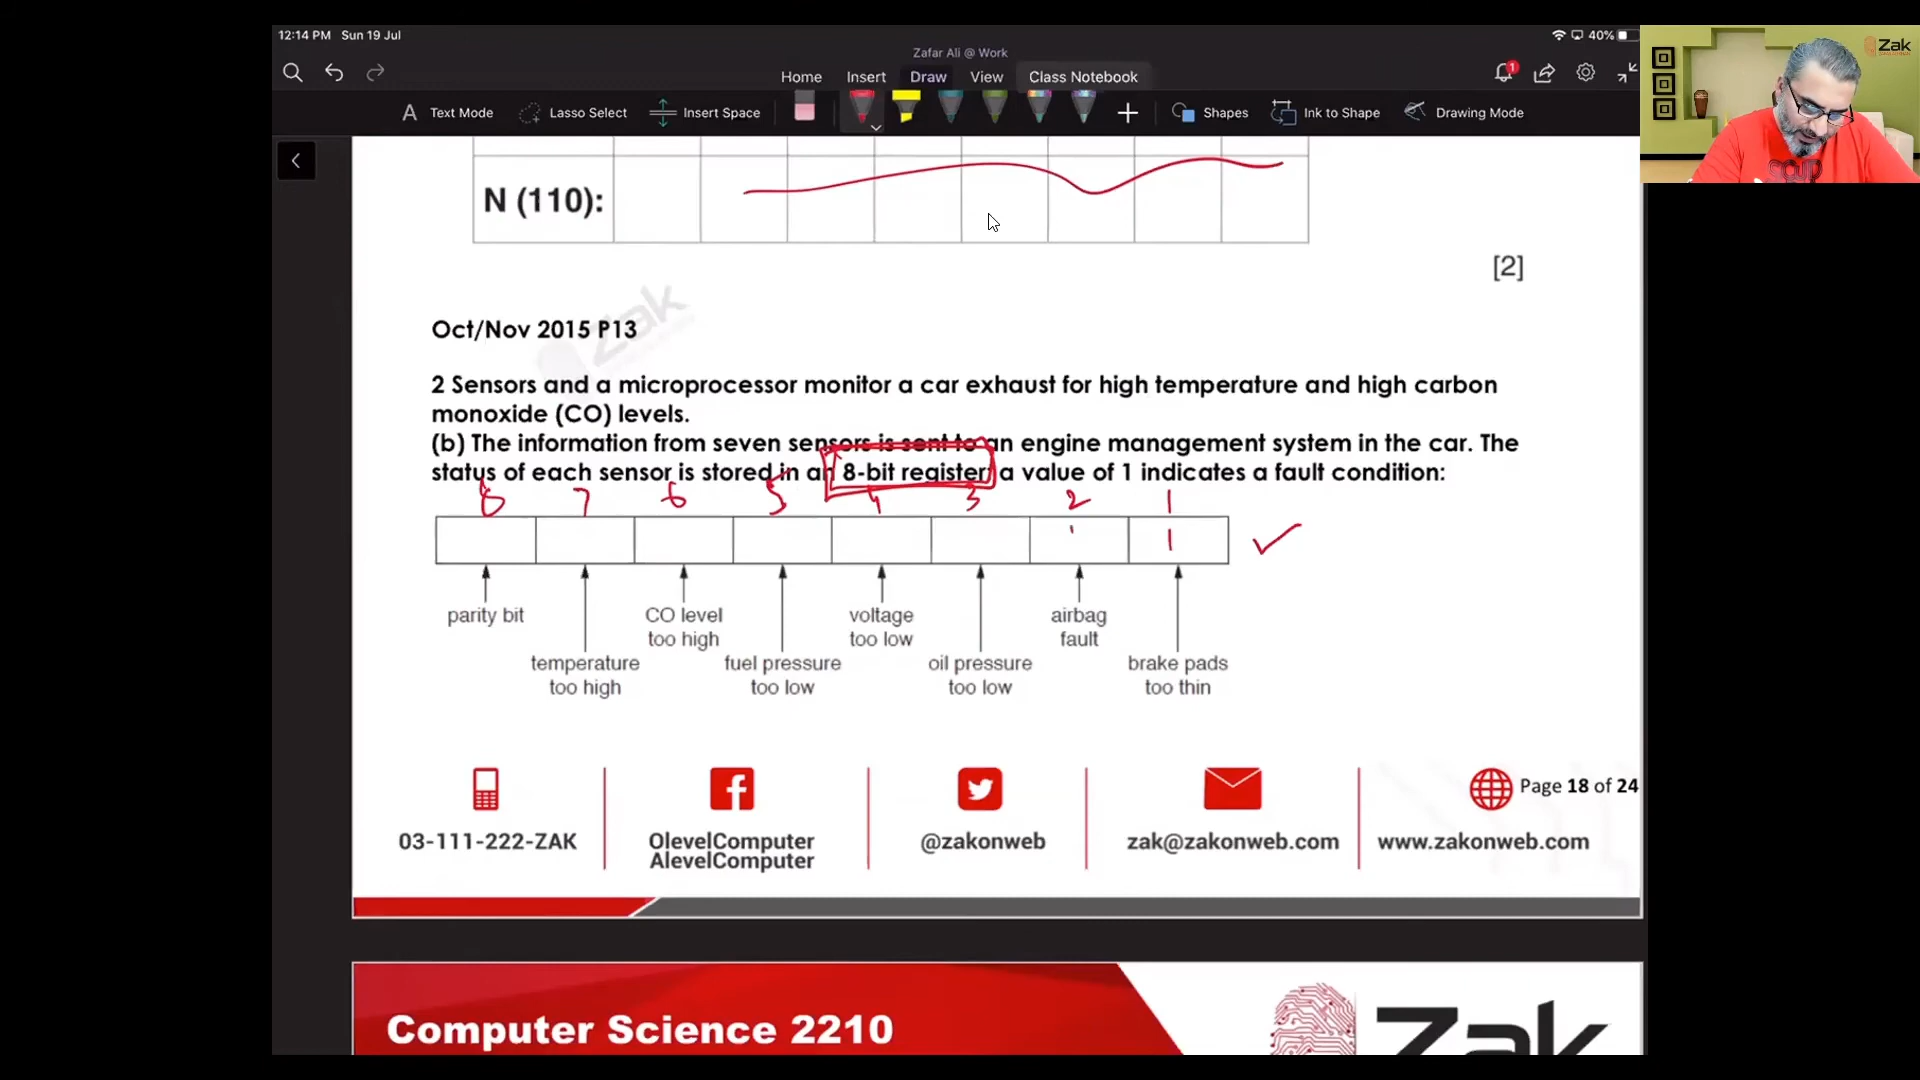 12:14 PM Sun 19 Jul
40%
Zafar Ali @ Work
Home Insert Draw View Class Notebook
1
Text Mode Lasso Select Insert Space Shapes Ink to Shape Drawing Mode
Zak
N (110):
[2]
Zak
Oct/Nov 2015 P13
2 Sensors and a microprocessor monitor a car exhaust for high temperature and high carbon
monoxide (CO) levels.
(b) The information from seven sensors is sent to an engine management system in the car. The
status of each sensor is stored in an 8-bit register a value of 1 indicates a fault condition:
8 7 6 5 4 3 2 1
1
parity bit CO level voltage airbag
too high too low fault
temperature fuel pressure oil pressure brake pads
too high too low too low too thin
Page 18 of 24
03-111-222-ZAK OlevelComputer @zakonweb zak@zakonweb.com www.zakonweb.com
AlevelComputer
Computer Science 2210
Zak